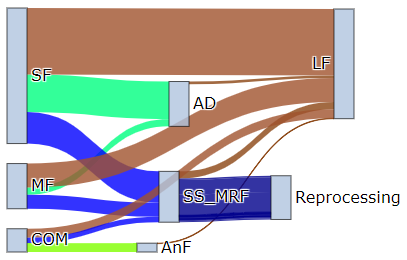 LF
SF
AD
MF
SS_MRF
Reprocessing
COM
AnF